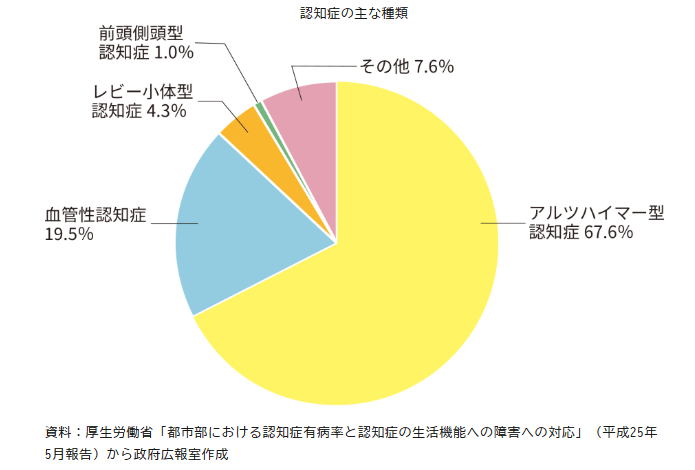 認知症の主な種類
前頭側頭型
認知症 1.0%
その他 7.6%
レビー小体型
認知症 4.3%
血管性認知症
19.5%
アルツハイマー型
認知症 67.6%
資料：厚生労働省「都市部における認知症有病率と認知症の生活機能への障害への対応」（平成25年
5月報告）から政府広報室作成